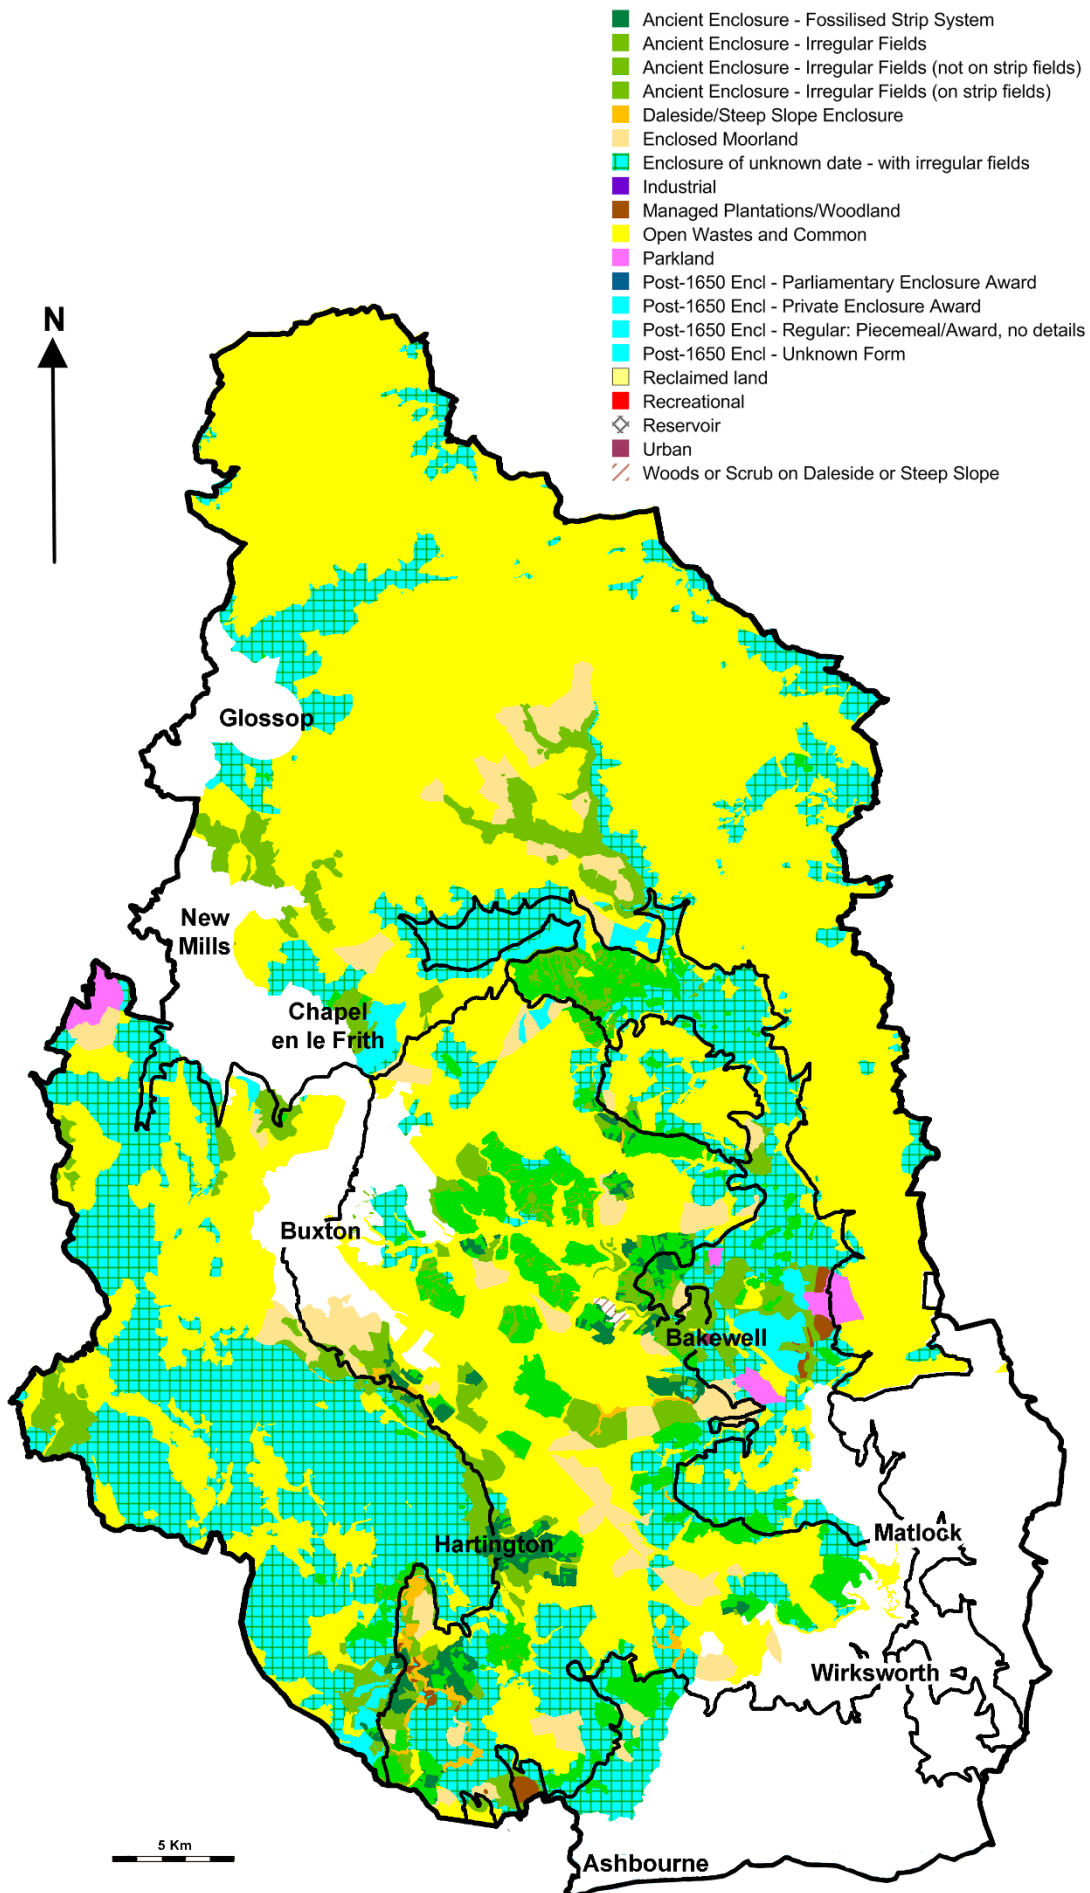 Ancient Enclosure - Fossilised Strip System
Ancient Enclosure - Irregular Fields
Ancient Enclosure - Irregular Fields (not on strip fields)
Ancient Enclosure - Irregular Fields (on strip fields)
Daleside/Steep Slope Enclosure
Enclosed Moorland
Enclosure of unknown date - with irregular fields
Industrial
Managed Plantations/Woodland
Open Wastes and Common
Parkland
Post-1650 Encl - Parliamentary Enclosure Award
Post-1650 Encl - Private Enclosure Award
Post-1650 Encl - Regular: Piecemeal/Award, no details
Post-1650 Encl - Unknown Form
Reclaimed land
Recreational
Reservoir
Urban
Woods or Scrub on Daleside or Steep Slope
N
Glossop
New
Mills
Chapel
en le Frith
Buxton
Bakewell
Hartington
Matlock
Wirksworth
5 Km
Ashbourne